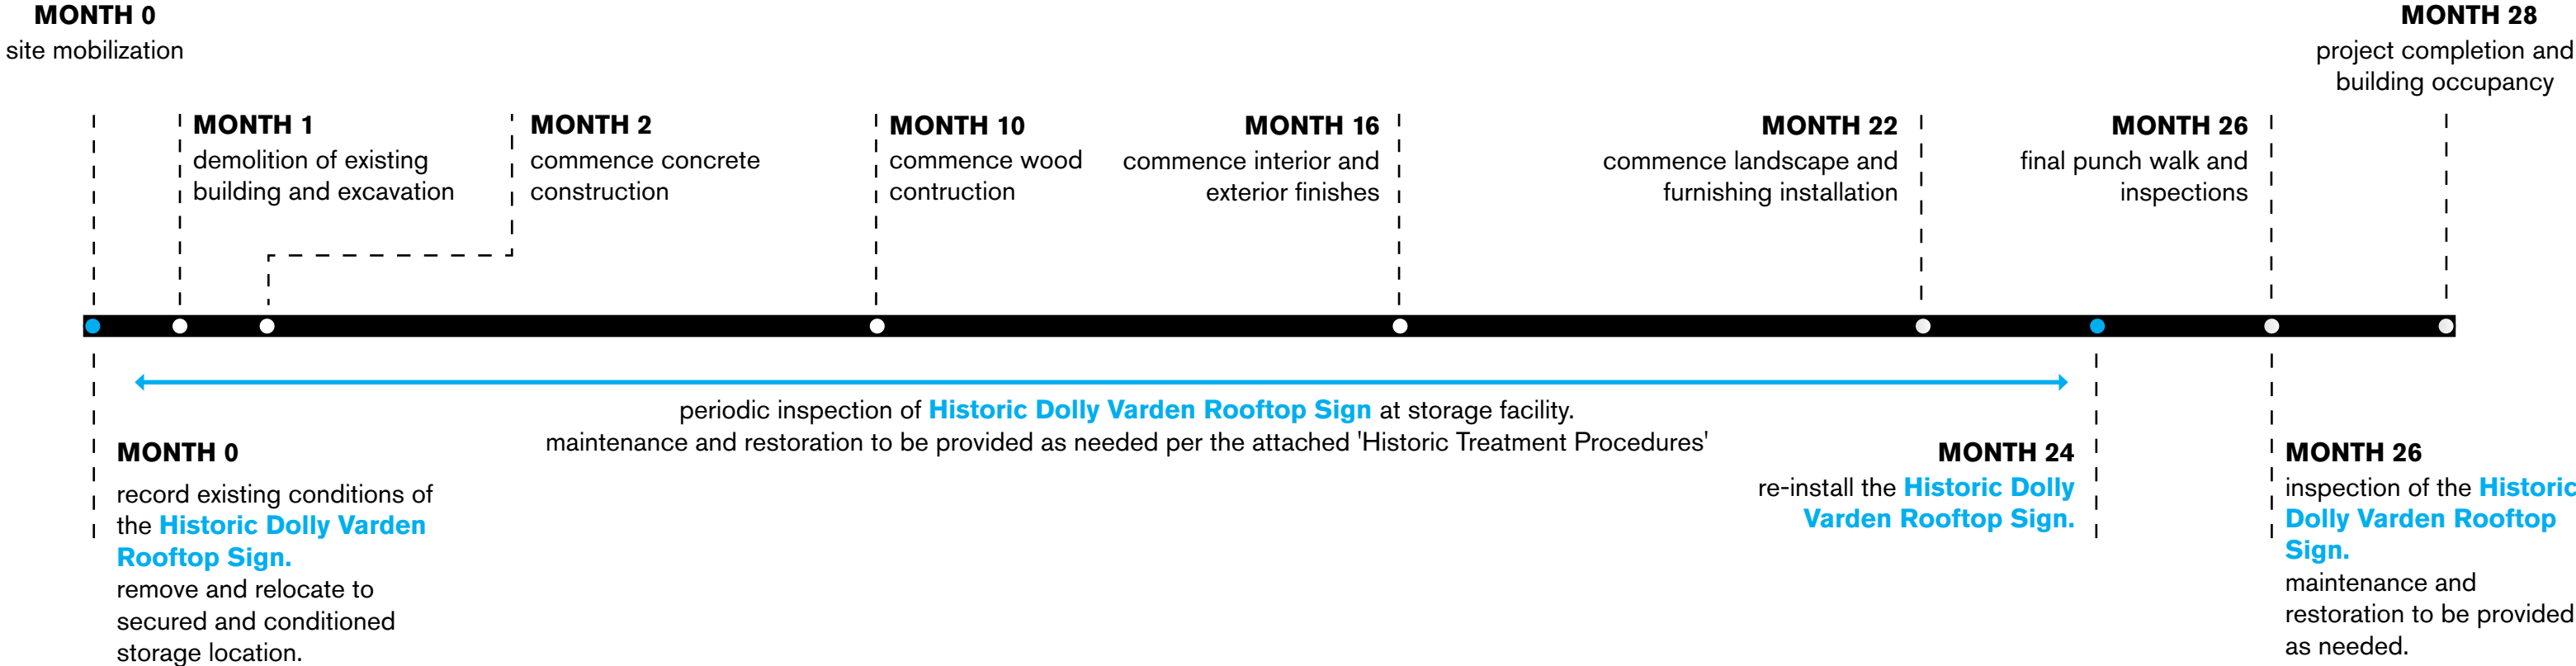 MONTH 0
site mobilization
MONTH 28
project completion and
building occupancy
MONTH 1
demolition of existing
building and excavation
MONTH 2
commence concrete
construction
MONTH 10
commence wood
contruction
MONTH 16
commence interior and
exterior finishes
MONTH 22
commence landscape and
furnishing installation
MONTH 26
final punch walk and
inspections
periodic inspection of Historic Dolly Varden Rooftop Sign at storage facility.
maintenance and restoration to be provided as needed per the attached 'Historic Treatment Procedures'
MONTH 0
record existing conditions of
the Historic Dolly Varden
Rooftop Sign.
remove and relocate to
secured and conditioned
storage location.
MONTH 24
re-install the Historic Dolly
Varden Rooftop Sign.
MONTH 26
inspection of the Historic
Dolly Varden Rooftop
Sign.
maintenance and
restoration to be provided
as needed.